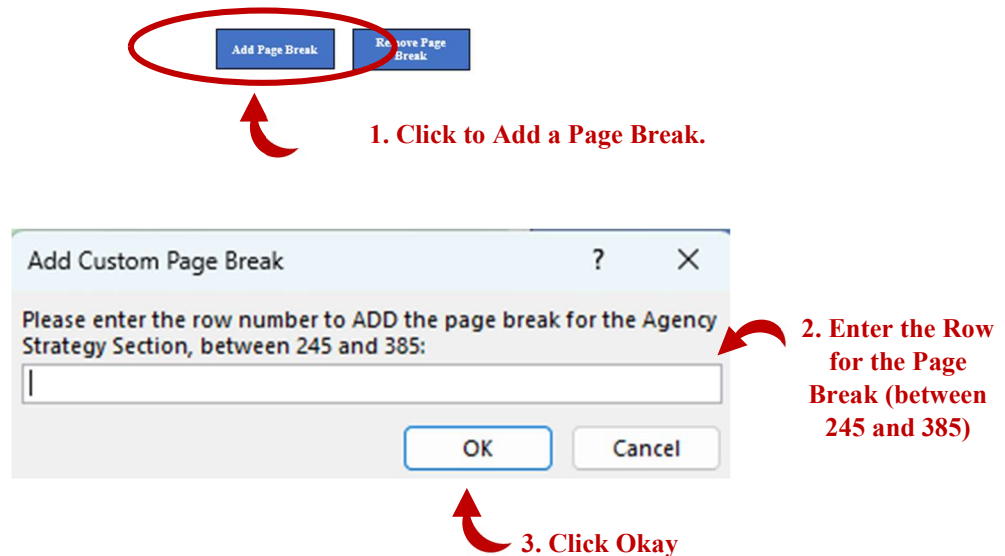 Add Page Break
Remove Page
Break
1. Click to Add a Page Break.
Add Custom Page Break
?
Please enter the row number to ADD the page break for the Agency
Strategy Section, between 245 and 385:
2. Enter the Row
for the Page
Break (between
245 and 385)
OK
Cancel
3. Click Okay